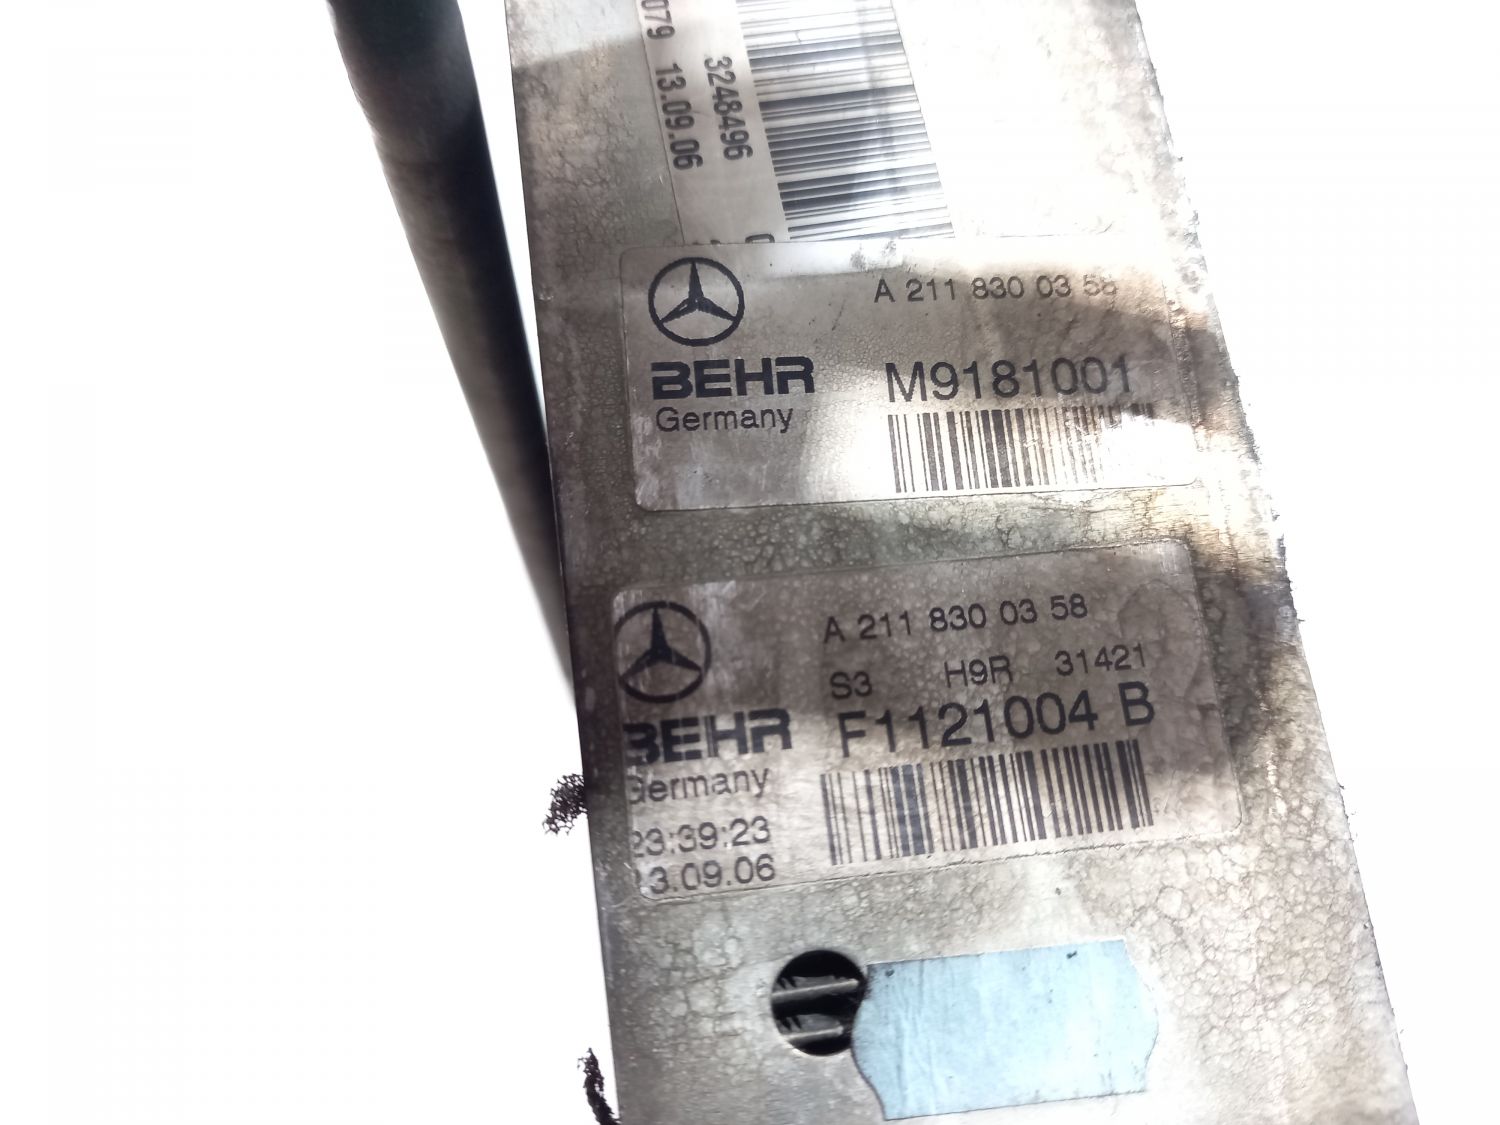 079 13.09.06
3248496
A 211 830 03 58
BEHR
M9181001
Germany
A 211 830 03 58
S3 H9R 31421
BEHR
F1121004 B
Germany
23:39:23
13.09.06